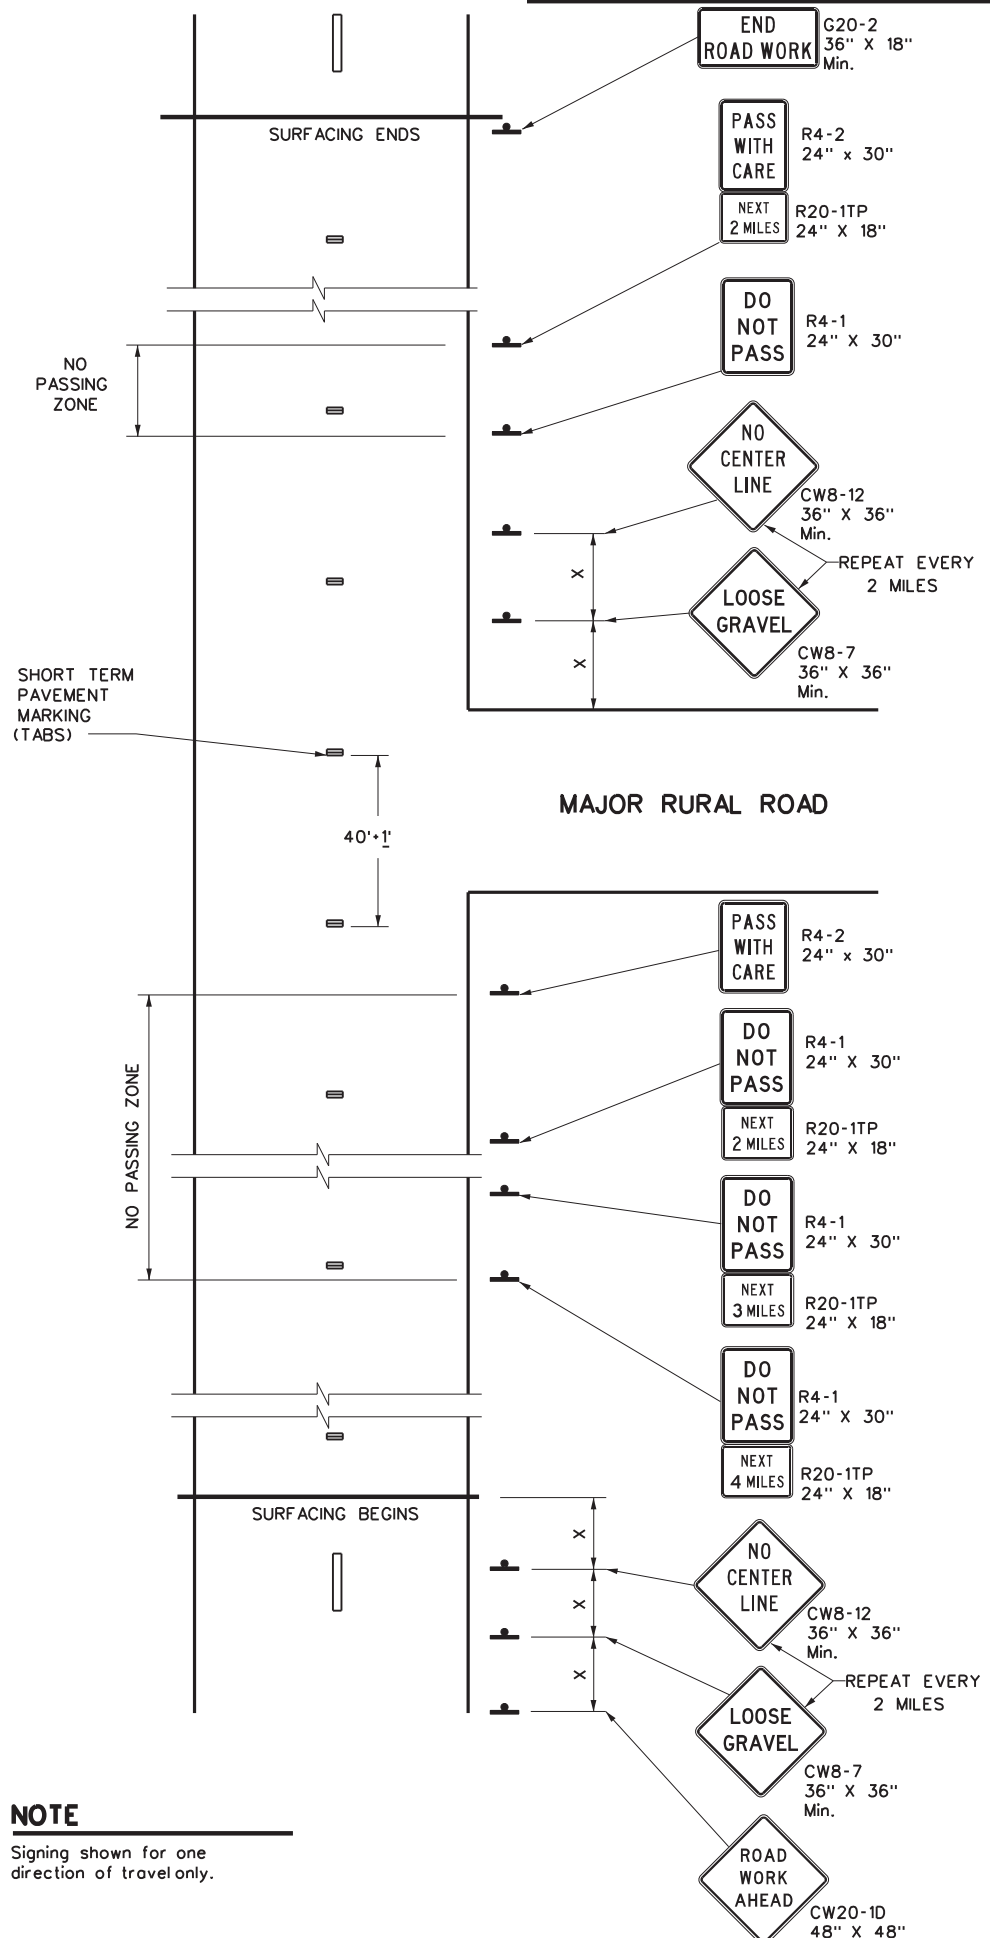 END
ROAD WORK
G20-2
36" X 18"
Min.
SURFACING ENDS
PASS
WITH
CARE
R4-2
24" x 30"
NEXT
2 MILES
R20-1TP
24" X 18"
DO
NOT
PASS
R4-1
24" X 30"
NO
PASSING
ZONE
NO
CENTER
LINE
CW8-12
36" X 36"
Min.
REPEAT EVERY
2 MILES
X
LOOSE
GRAVEL
CW8-7
36" X 36"
Min.
X
SHORT TERM
PAVEMENT
MARKING
(TABS)
MAJOR RURAL ROAD
40'+1'
PASS
WITH
CARE
R4-2
24" x 30"
DO
NOT
PASS
R4-1
24" X 30"
NEXT
2 MILES
R20-1TP
24" X 18"
NO PASSING ZONE
DO
NOT
PASS
R4-1
24" X 30"
NEXT
3 MILES
R20-1TP
24" X 18"
DO
NOT
PASS
R4-1
24" X 30"
NEXT
4 MILES
R20-1TP
24" X 18"
SURFACING BEGINS
X
NO
CENTER
LINE
CW8-12
36" X 36"
Min.
X
REPEAT EVERY
2 MILES
X
LOOSE
GRAVEL
CW8-7
36" X 36"
Min.
NOTE
Signing shown for one
direction of travel only.
ROAD
WORK
AHEAD
CW20-1D
48" X 48"